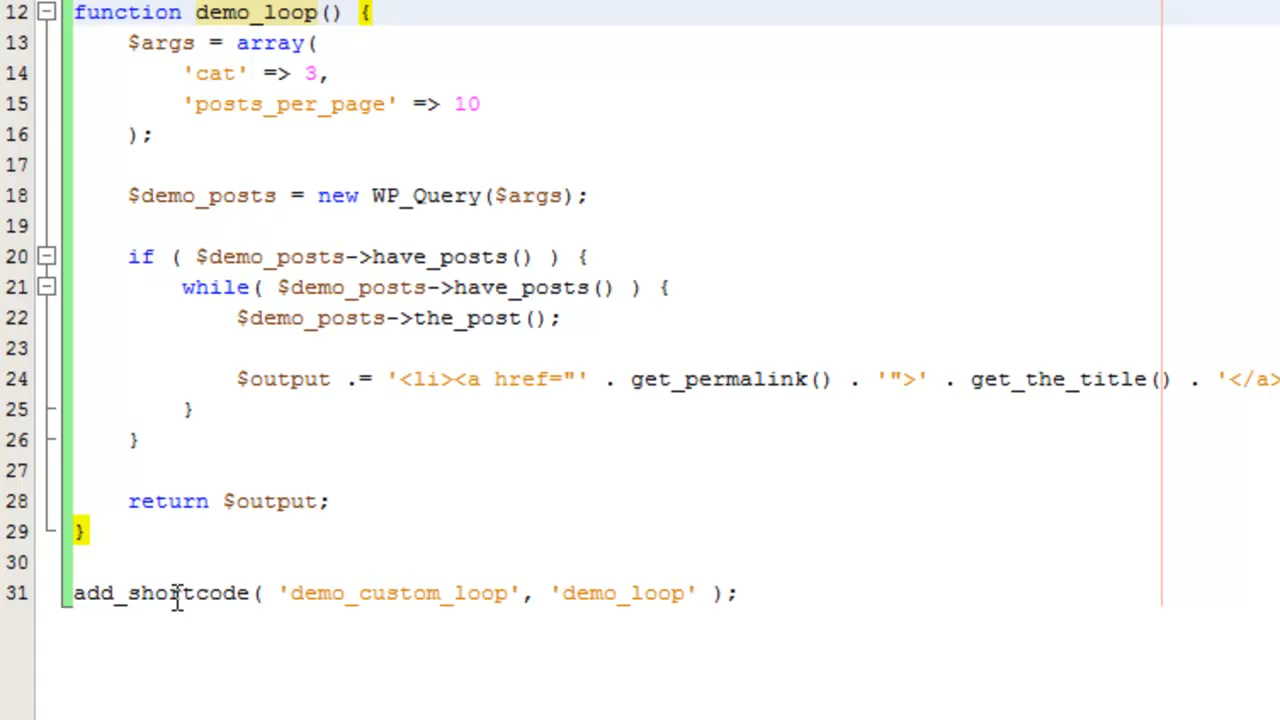 12 function demo_loop() {
13 $args = array(
14 'cat' => 3,
15 'posts_per_page' => 10
16 );
17
18 $demo_posts = new WP_Query($args);
19
20 if ( $demo_posts->have_posts() ) {
21 while( $demo_posts->have_posts() ) {
22 $demo_posts->the_post();
23
24 $output .= '<li><a href="' . get_permalink() . '">' . get_the_title() . '</a>
25 }
26 }
27
28 return $output;
29 }
30
31 add_shortcode( 'demo_custom_loop', 'demo_loop' );